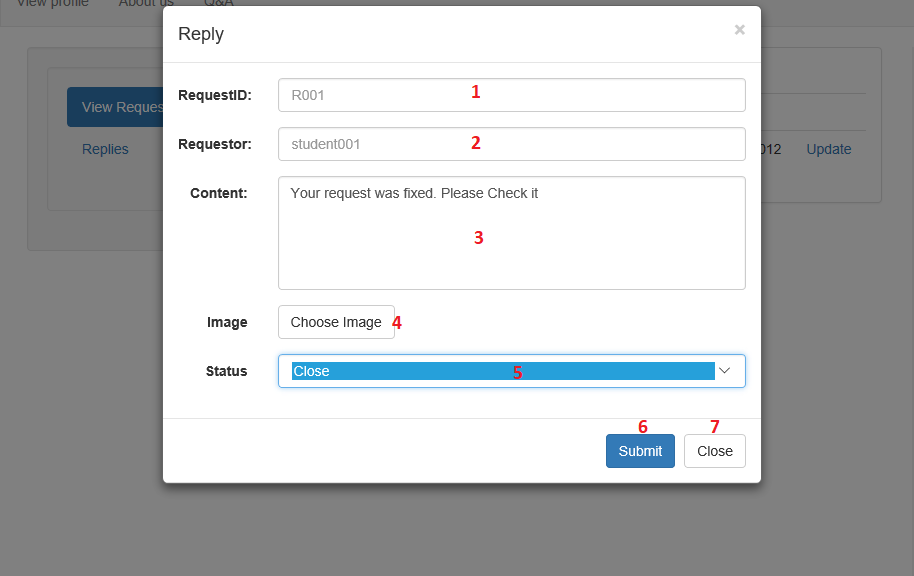 View profile About us Q&A
Reply ×
RequestID: R001 1
Requestor: student001 2
Content: Your request was fixed. Please Check it
3
Image Choose Image 4
Status Close 5
6 7
Submit Close
View Reques
Replies
012 Update